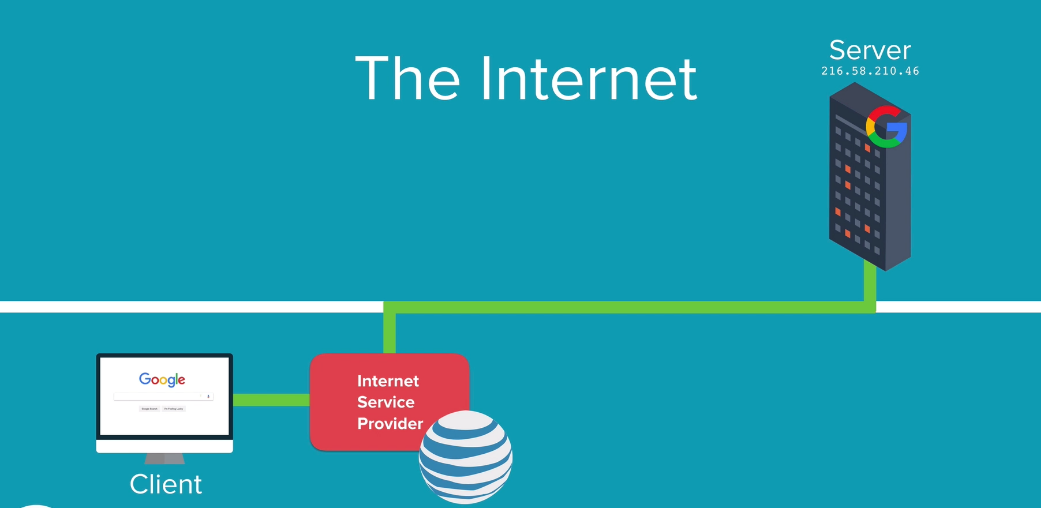 The Internet
Server
216.58.210.46
Google
Internet
Service
Provider
Client